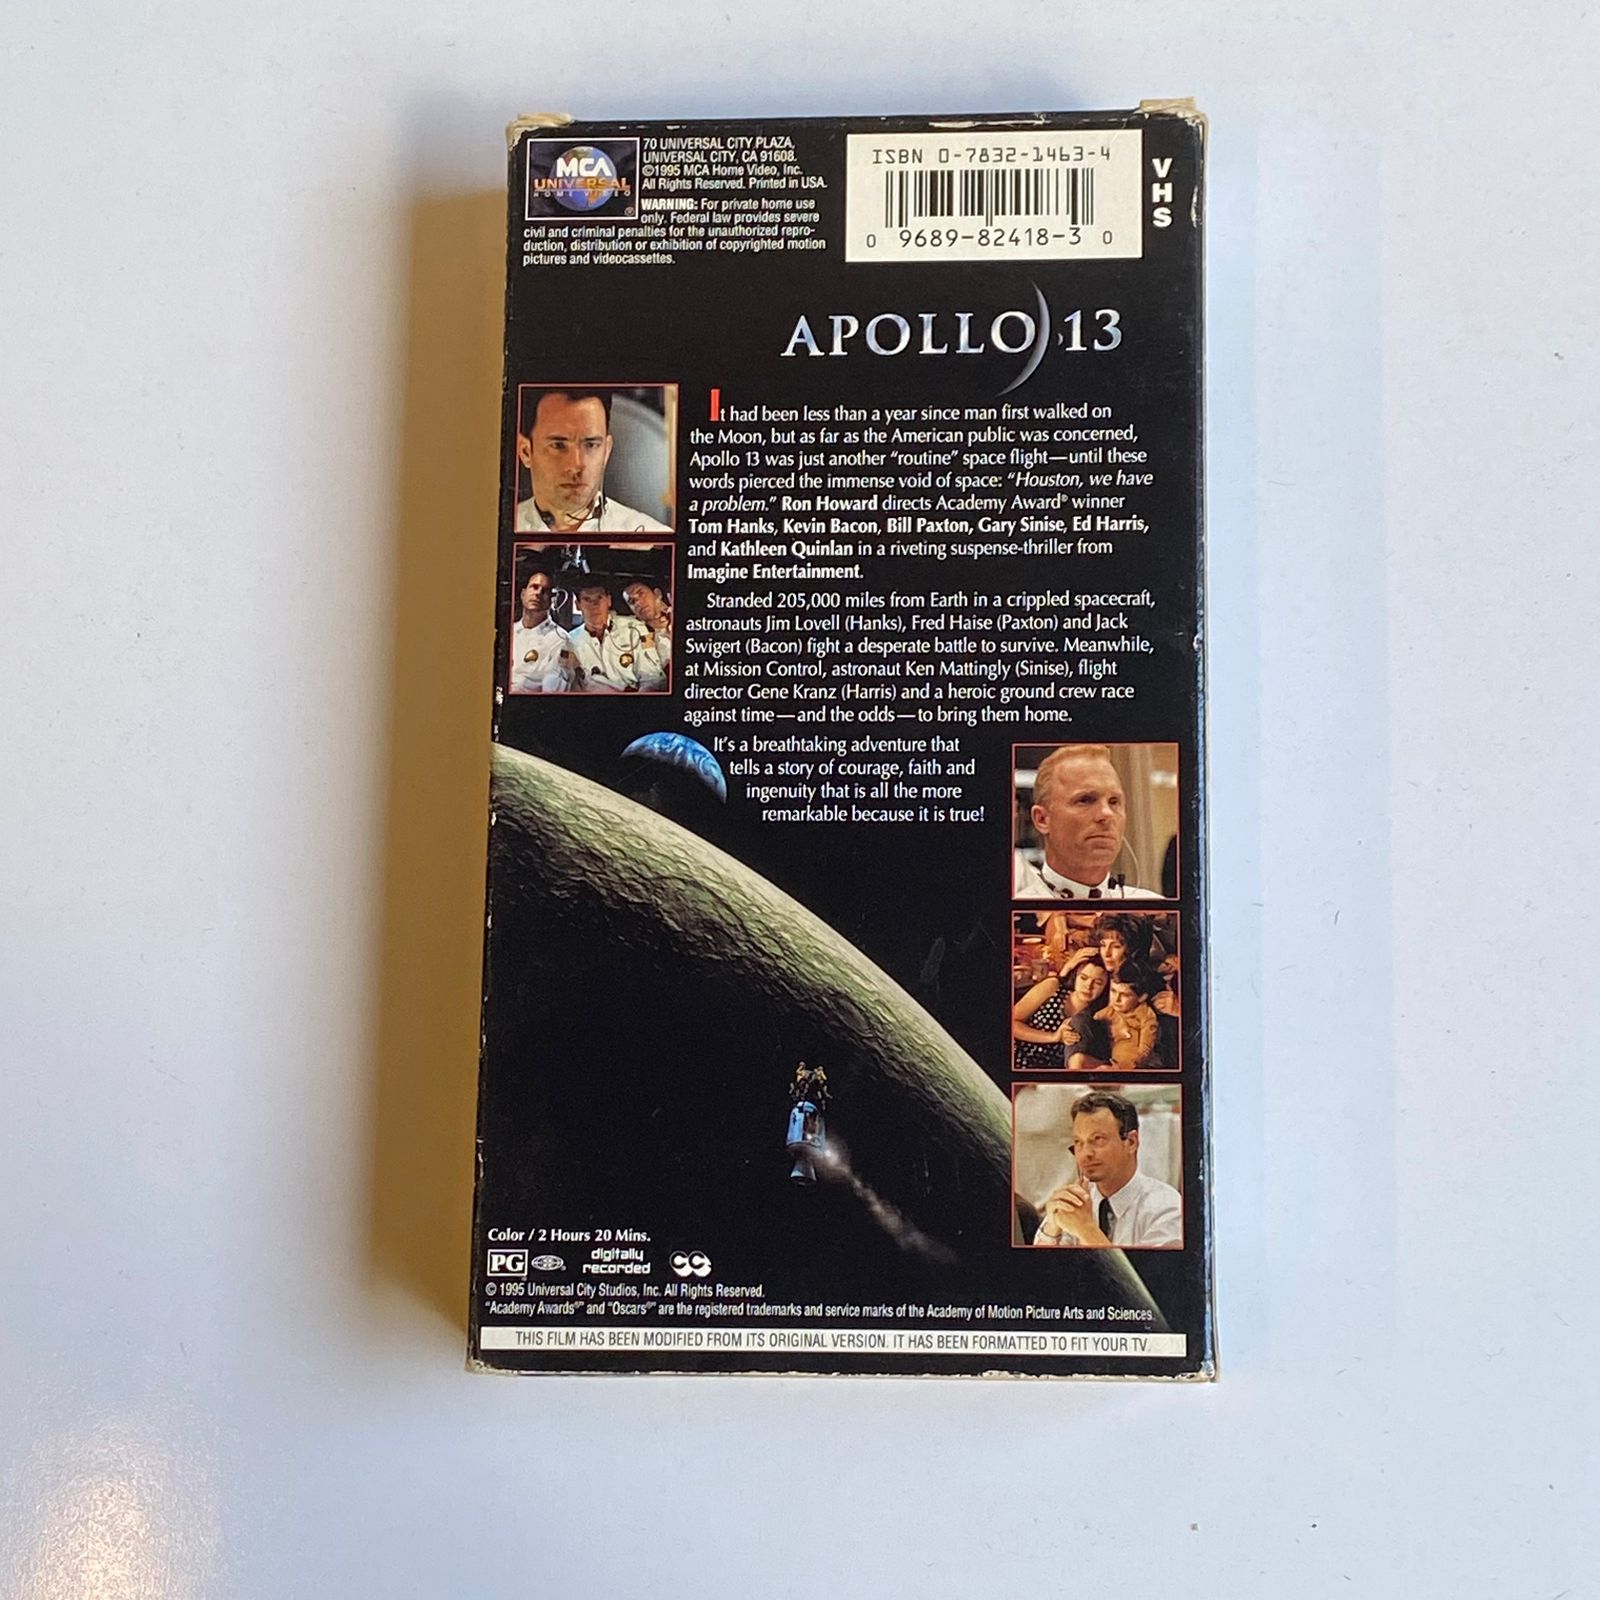 MCA
UNIVERSAL
HOME VIDEO
®
70 UNIVERSAL CITY PLAZA,
UNIVERSAL CITY, CA 91608.
©1995 MCA Home Video, Inc.
All Rights Reserved. Printed in USA.
WARNING: For private home use
only. Federal law provides severe
civil and criminal penalties for the unauthorized repro-
duction, distribution or exhibition of copyrighted motion
pictures and videocassettes.
ISBN 0-7832-1463-4
0 9689-82418-3 0
VHS
APOLLO 13
It had been less than a year since man first walked on
the Moon, but as far as the American public was concerned,
Apollo 13 was just another “routine” space flight—until these
words pierced the immense void of space: “Houston, we have
a problem.” Ron Howard directs Academy Award® winner
Tom Hanks, Kevin Bacon, Bill Paxton, Gary Sinise, Ed Harris,
and Kathleen Quinlan in a riveting suspense-thriller from
Imagine Entertainment.
Stranded 205,000 miles from Earth in a crippled spacecraft,
astronauts Jim Lovell (Hanks), Fred Haise (Paxton) and Jack
Swigert (Bacon) fight a desperate battle to survive. Meanwhile,
at Mission Control, astronaut Ken Mattingly (Sinise), flight
director Gene Kranz (Harris) and a heroic ground crew race
against time—and the odds—to bring them home.
It's a breathtaking adventure that
tells a story of courage, faith and
ingenuity that is all the more
remarkable because it is true!
Color / 2 Hours 20 Mins.
PG
digitally
recorded
CC
© 1995 Universal City Studios, Inc. All Rights Reserved.
“Academy Awards®” and “Oscars®” are the registered trademarks and service marks of the Academy of Motion Picture Arts and Sciences.
THIS FILM HAS BEEN MODIFIED FROM ITS ORIGINAL VERSION. IT HAS BEEN FORMATTED TO FIT YOUR TV.